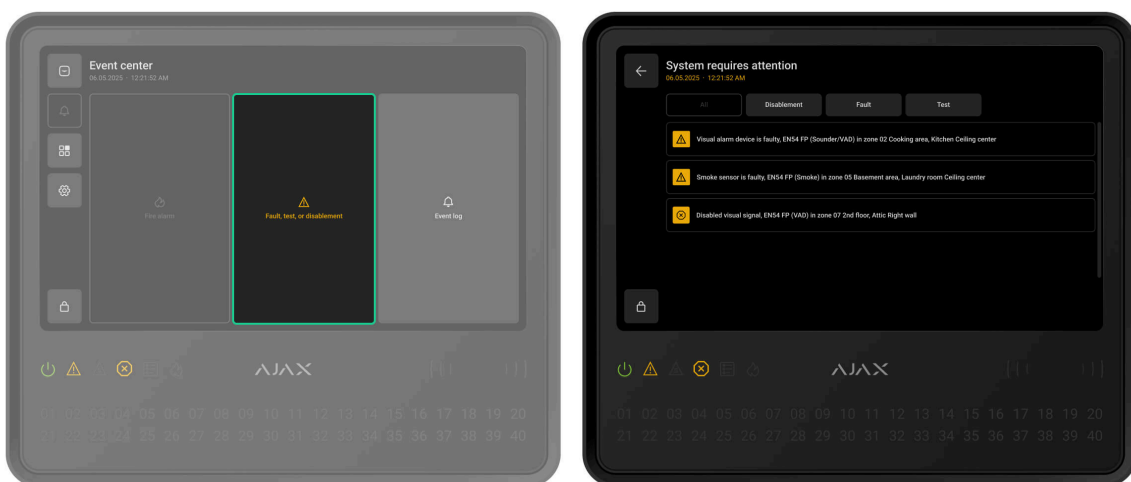 Event center
06.05.2025 - 12:21:52 AM
Fire alarm
Fault, test, or disablement
Event log
AJAX
01 02 03 04 05 06 07 08 09 10 11 12 13 14 15 16 17 18 19 20
21 22 23 24 25 26 27 28 29 30 31 32 33 34 35 36 37 38 39 40
System requires attention
06.05.2025 - 12:21:52 AM
All
Disablement
Fault
Test
Visual alarm device is faulty, EN54 FP (Sounder/VAD) in zone 02 Cooking area, Kitchen Ceiling center
Smoke sensor is faulty, EN54 FP (Smoke) in zone 05 Basement area, Laundry room Ceiling center
Disabled visual signal, EN54 FP (VAD) in zone 07 2nd floor, Attic Right wall
AJAX
01 02 03 04 05 06 07 08 09 10 11 12 13 14 15 16 17 18 19 20
21 22 23 24 25 26 27 28 29 30 31 32 33 34 35 36 37 38 39 40